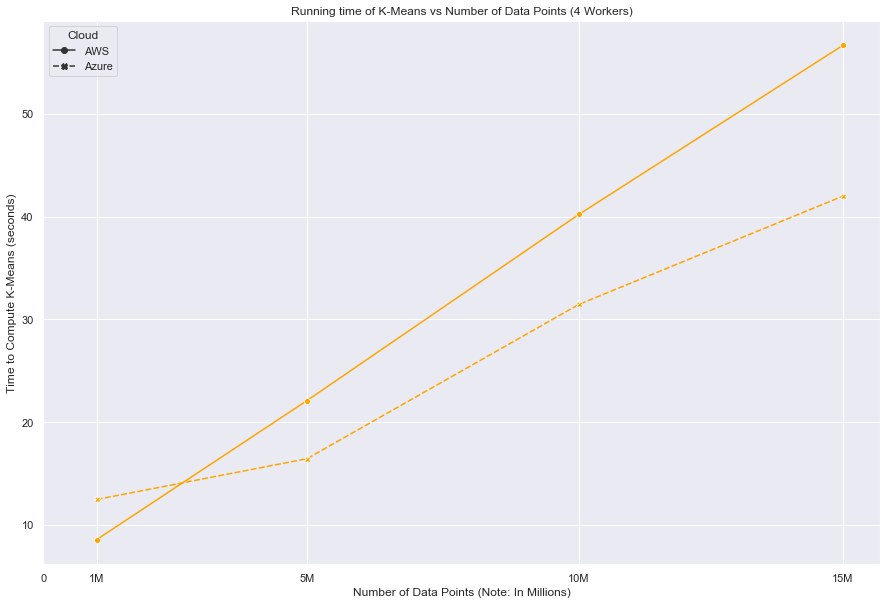 Running time of K-Means vs Number of Data Points (4 Workers)
Cloud
AWS
Azure
Time to Compute K-Means (seconds)
50
40
30
20
10
0
1M
5M
10M
15M
Number of Data Points (Note: In Millions)